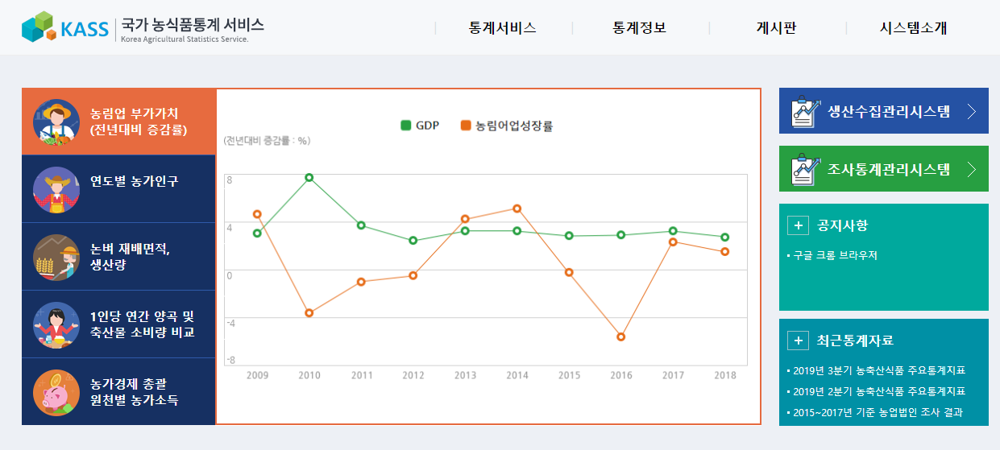 KASS 국가 농식품통계 서비스
Korea Agricultural Statistics Service.
통계서비스 통계정보 게시판 시스템소개
농림업 부가가치
(전년대비 증감률)
연도별 농가인구
논벼 재배면적,
생산량
1인당 연간 양곡 및
축산물 소비량 비교
농가경제 총괄
원천별 농가소득
GDP 농림어업성장률
(전년대비 증감률 : %)
8
4
0
-4
-8
2009 2010 2011 2012 2013 2014 2015 2016 2017 2018
생산수집관리시스템
조사통계관리시스템
공지사항
구글 크롬 브라우저
최근통계자료
2019년 3분기 농축산식품 주요통계지표
2019년 2분기 농축산식품 주요통계지표
2015~2017년 기준 농업법인 조사 결과